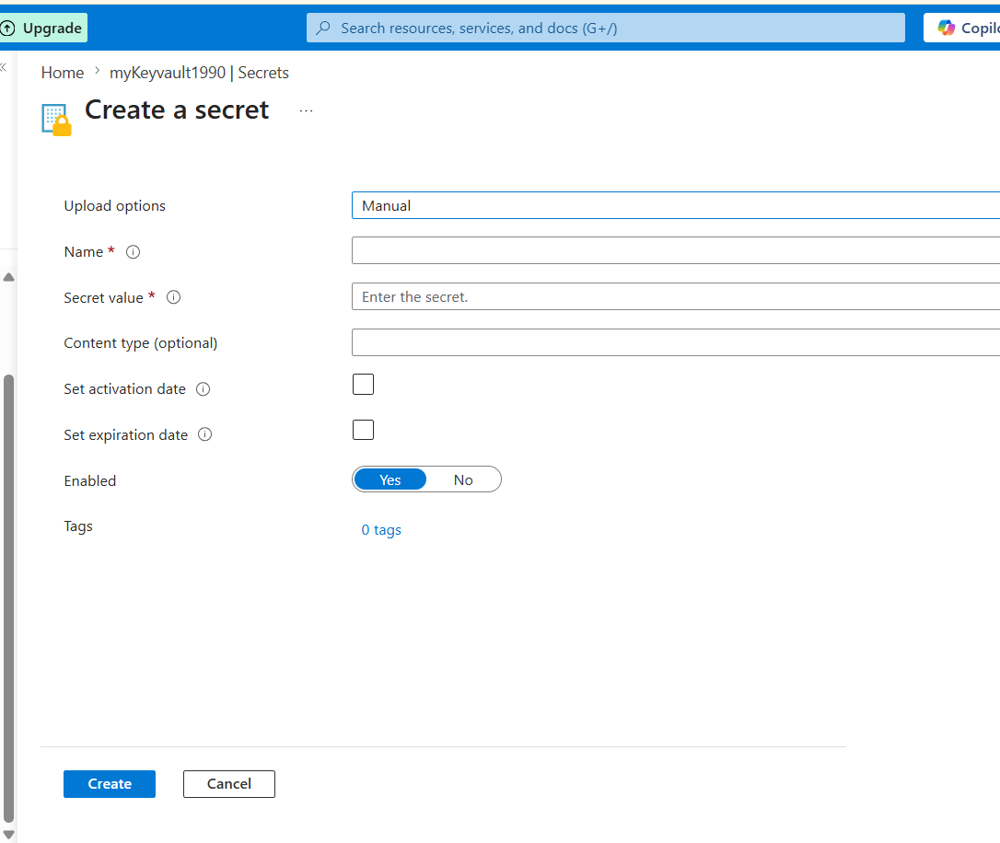 Upgrade
Search resources, services, and docs (G+/)
Home > myKeyvault1990 | Secrets
Create a secret ...
Upload options Manual
Name *
Secret value * Enter the secret.
Content type (optional)
Set activation date
Set expiration date
Enabled Yes No
Tags 0 tags
Create Cancel